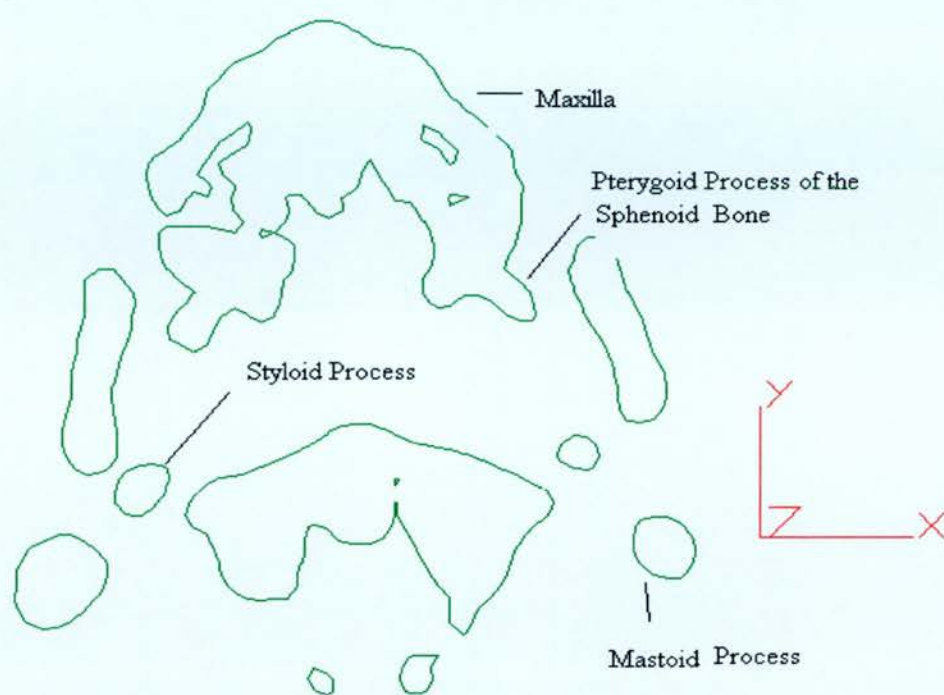 Maxilla
Pterygoid Process of the
Sphenoid Bone
Styloid Process
Y
Z
X
Mastoid Process